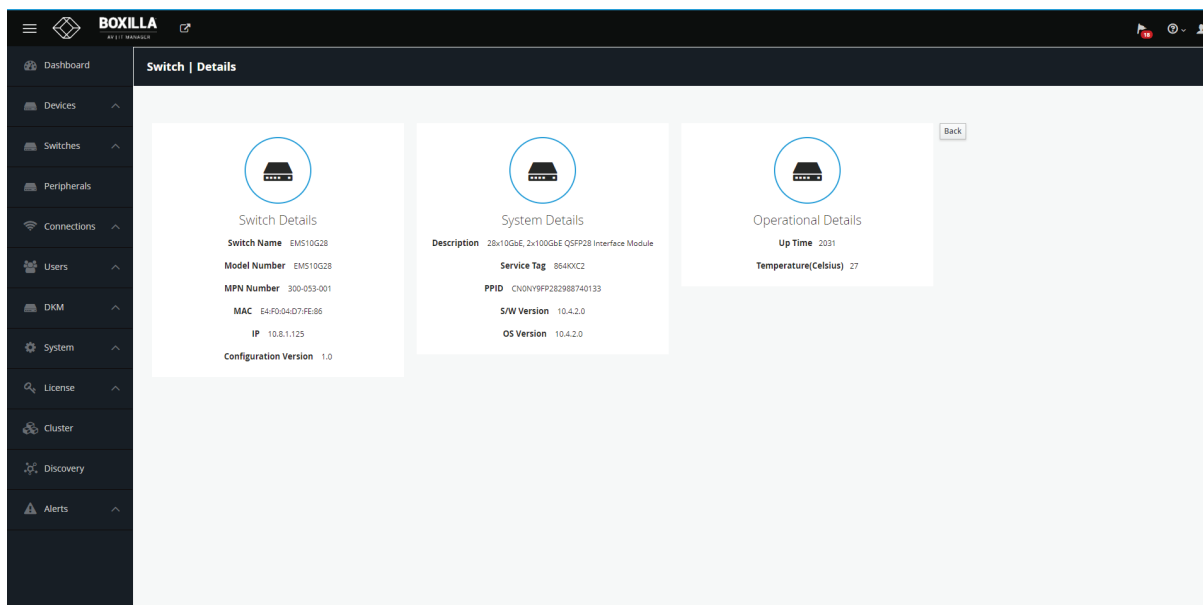 BOXILLA
AV | IT MANAGER
18
Dashboard
Switch | Details
Devices
Switches
Peripherals
Connections
Users
DKM
System
License
Cluster
Discovery
Alerts
Back
Switch Details
Switch Name EMS10G28
Model Number EMS10G28
MPN Number 300-053-001
MAC E4:F0:04:D7:FE:86
IP 10.8.1.125
Configuration Version 1.0
System Details
Description 28x10GbE, 2x100GbE QSFP28 Interface Module
Service Tag 864KXC2
PPID CN0NY9FP282988740133
S/W Version 10.4.2.0
OS Version 10.4.2.0
Operational Details
Up Time 2031
Temperature(Celsius) 27